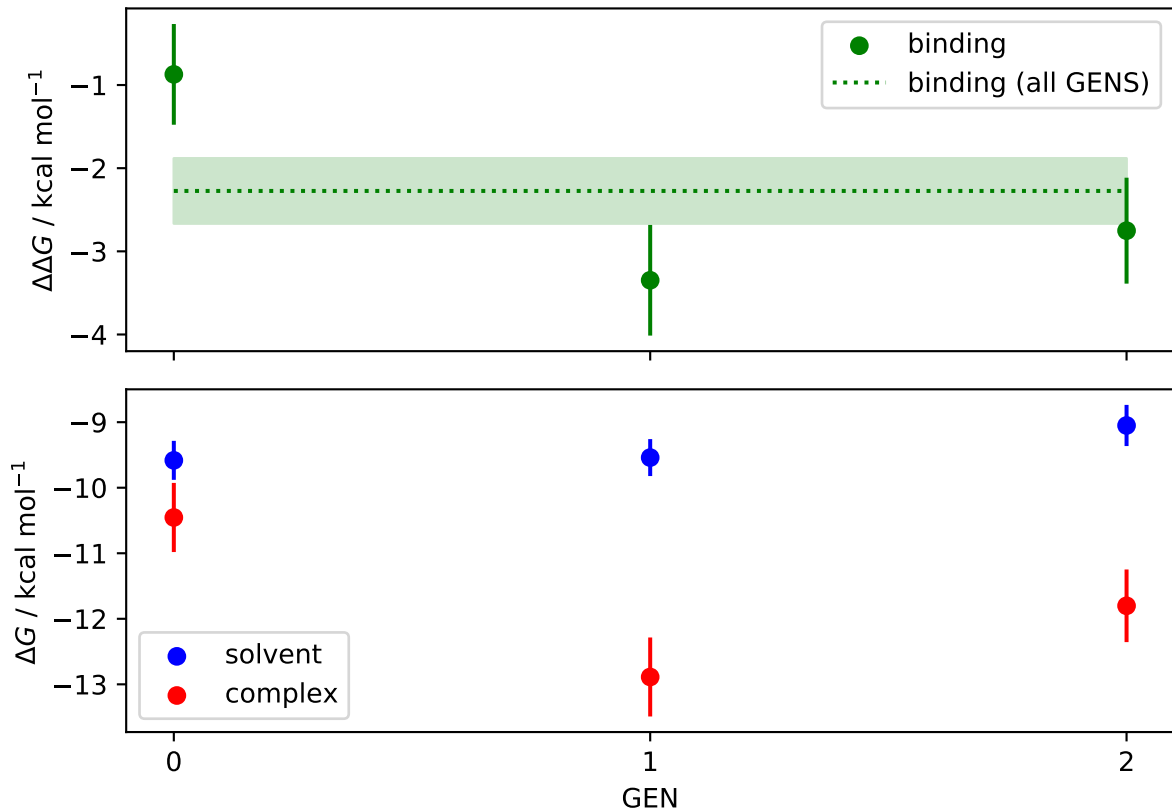 binding
binding (all GENS)
ΔΔG / kcal mol⁻¹
−1
−2
−3
−4
ΔG / kcal mol⁻¹
−9
−10
−11
−12
−13
solvent
complex
0 1 2
GEN